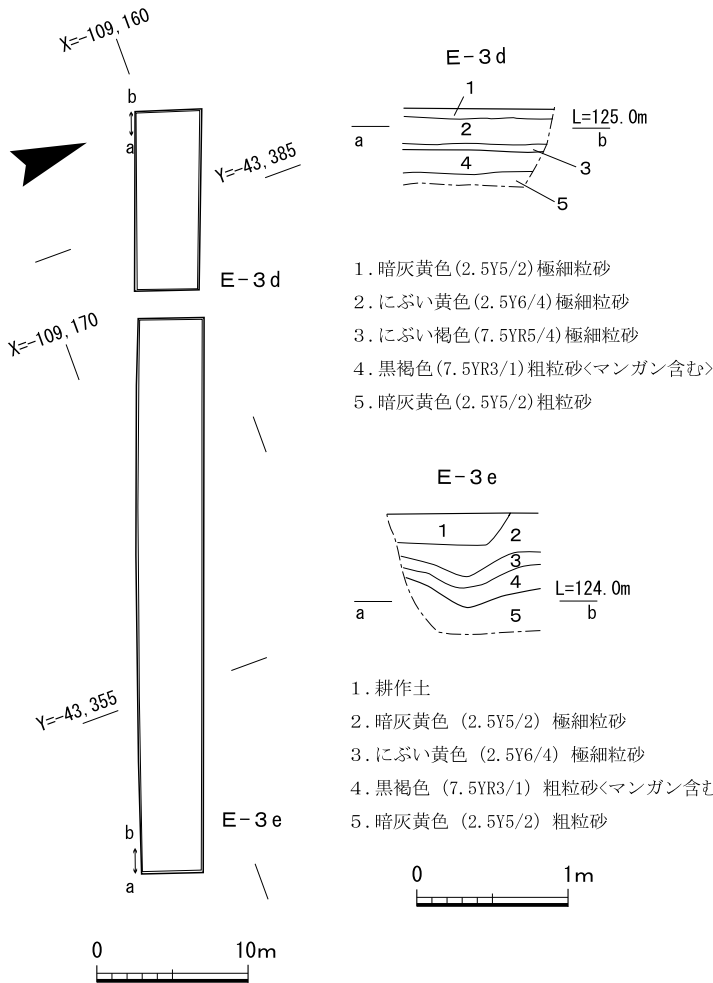 X=-109,160
b
a
Y=-43,385
E-3d
X=-109,170
Y=-43,355
E-3e
b
a
0 10m
E-3d
1
2
3
4
5
a
L=125.0m
b
1.暗灰黄色(2.5Y5/2)極細粒砂
2.にぶい黄色(2.5Y6/4)極細粒砂
3.にぶい褐色(7.5YR5/4)極細粒砂
4.黒褐色(7.5YR3/1)粗粒砂<マンガン含む>
5.暗灰黄色(2.5Y5/2)粗粒砂
E-3e
1
2
3
4
5
a
L=124.0m
b
1.耕作土
2.暗灰黄色 (2.5Y5/2) 極細粒砂
3.にぶい黄色 (2.5Y6/4) 極細粒砂
4.黒褐色 (7.5YR3/1) 粗粒砂<マンガン含む
5.暗灰黄色 (2.5Y5/2) 粗粒砂
0 1m